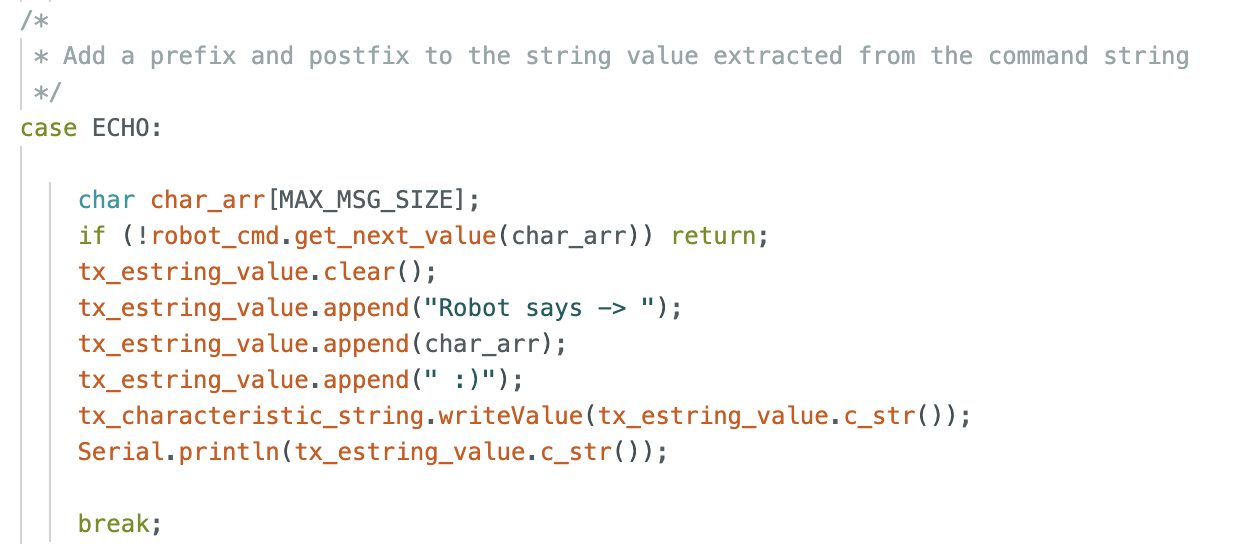 /*
 * Add a prefix and postfix to the string value extracted from the command string
 */
case ECHO:
char char_arr[MAX_MSG_SIZE];
if (!robot_cmd.get_next_value(char_arr)) return;
tx_estring_value.clear();
tx_estring_value.append("Robot says -> ");
tx_estring_value.append(char_arr);
tx_estring_value.append(" :)");
tx_characteristic_string.writeValue(tx_estring_value.c_str());
Serial.println(tx_estring_value.c_str());
break;